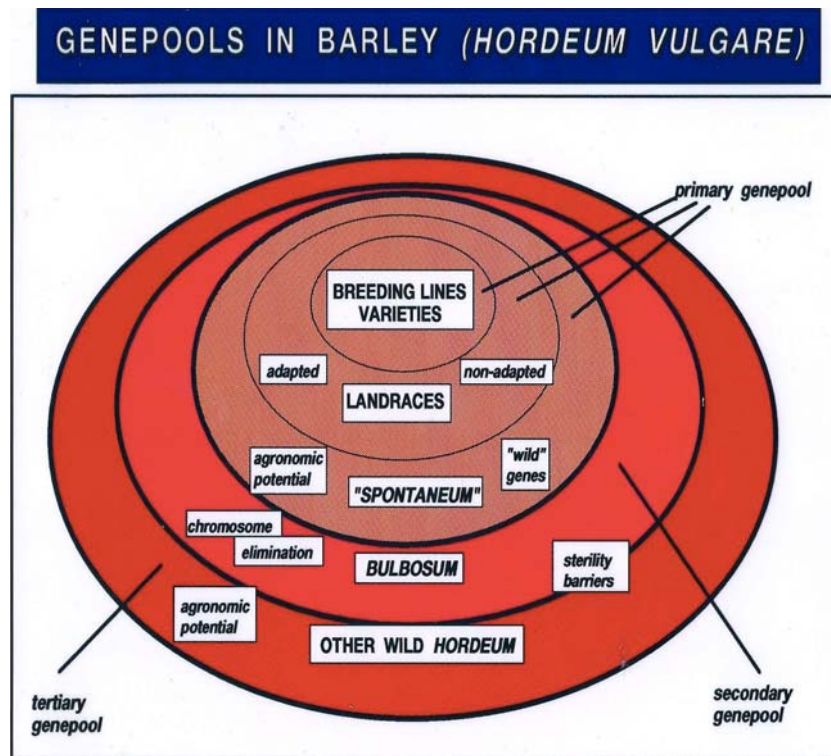 GENEPOOLS IN BARLEY (HORDEUM VULGARE)
primary genepool
BREEDING LINES
VARIETIES
adapted
non-adapted
LANDRACES
agronomic
potential
"wild"
genes
"SPONTANEUM"
chromosome
elimination
BULBOSUM
sterility
barriers
agronomic
potential
OTHER WILD HORDEUM
tertiary
genepool
secondary
genepool